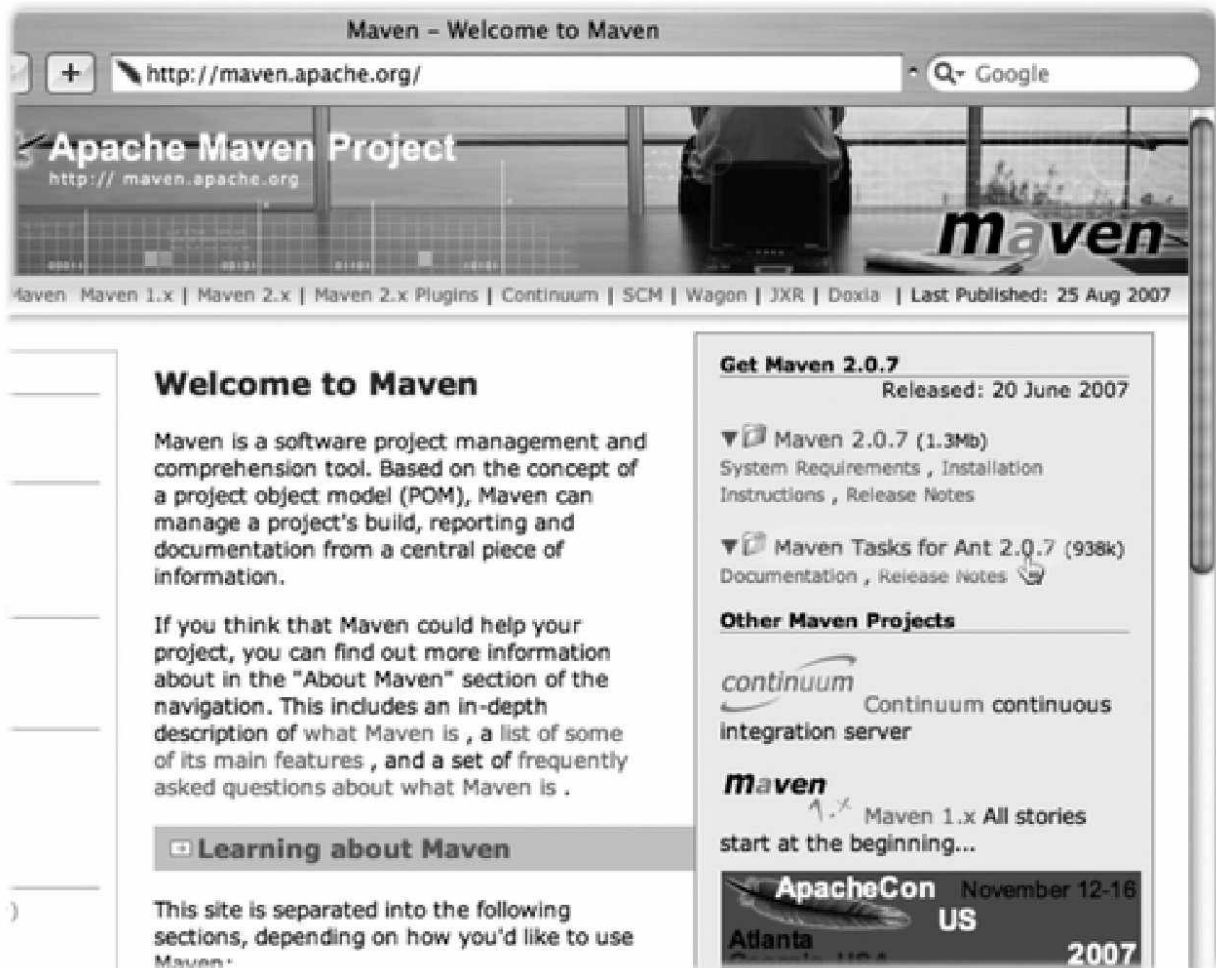 Maven – Welcome to Maven
+
http://maven.apache.org/
Google
Apache Maven Project
http:// maven.apache.org
maven
Maven 1.x | Maven 2.x | Maven 2.x Plugins | Continuum | SCM | Wagon | JXR | Doxia | Last Published: 25 Aug 2007
Welcome to Maven
Maven is a software project management and
comprehension tool. Based on the concept of
a project object model (POM), Maven can
manage a project's build, reporting and
documentation from a central piece of
information.
If you think that Maven could help your
project, you can find out more information
about in the "About Maven" section of the
navigation. This includes an in-depth
description of what Maven is , a list of some
of its main features , and a set of frequently
asked questions about what Maven is .
Learning about Maven
This site is separated into the following
sections, depending on how you'd like to use
Maven:
Get Maven 2.0.7
Released: 20 June 2007
Maven 2.0.7 (1.3Mb)
System Requirements , Installation
Instructions , Release Notes
Maven Tasks for Ant 2.0.7 (938k)
Documentation , Release Notes
Other Maven Projects
continuum
Continuum continuous
integration server
maven
1.x Maven 1.x All stories
start at the beginning...
ApacheCon November 12-16
US
Atlanta
Georgia, USA
2007